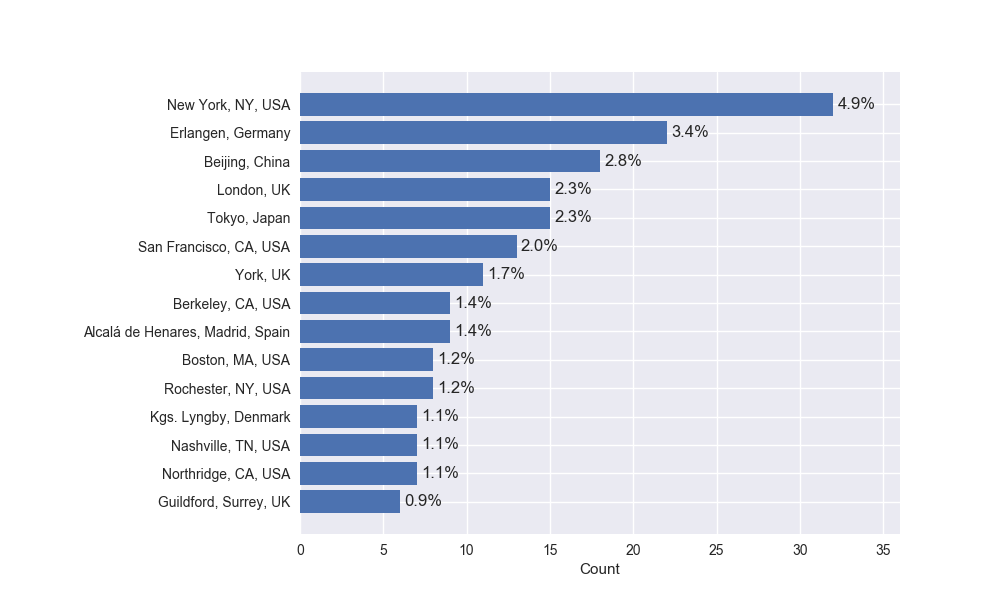 New York, NY, USA 4.9%
Erlangen, Germany 3.4%
Beijing, China 2.8%
London, UK 2.3%
Tokyo, Japan 2.3%
San Francisco, CA, USA 2.0%
York, UK 1.7%
Berkeley, CA, USA 1.4%
Alcalá de Henares, Madrid, Spain 1.4%
Boston, MA, USA 1.2%
Rochester, NY, USA 1.2%
Kgs. Lyngby, Denmark 1.1%
Nashville, TN, USA 1.1%
Northridge, CA, USA 1.1%
Guildford, Surrey, UK 0.9%
0 5 10 15 20 25 30 35
Count